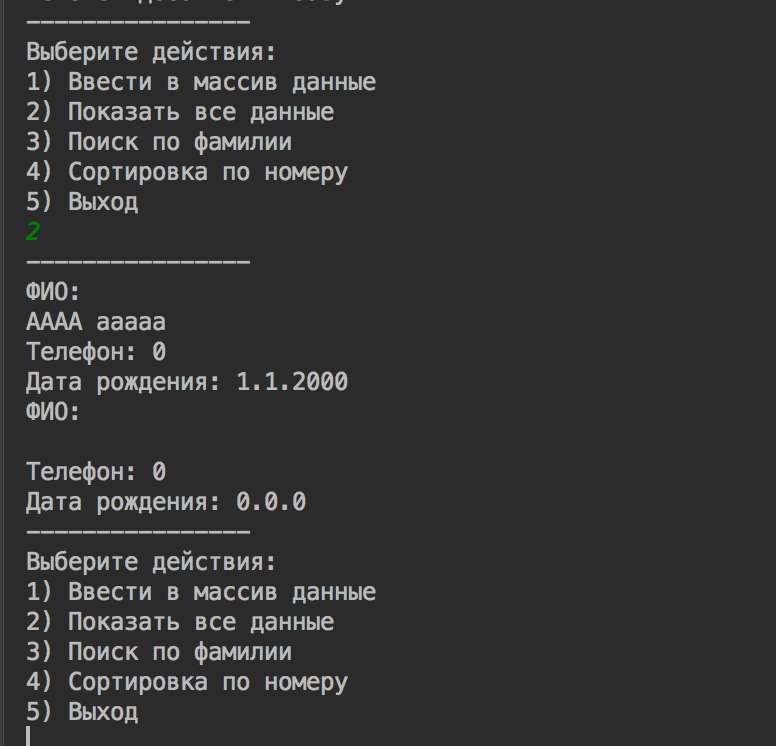 ----------------
Выберите действия:
1) Ввести в массив данные
2) Показать все данные
3) Поиск по фамилии
4) Сортировка по номеру
5) Выход
2
----------------
ФИО:
АААА ааааа
Телефон: 0
Дата рождения: 1.1.2000
ФИО:
Телефон: 0
Дата рождения: 0.0.0
----------------
Выберите действия:
1) Ввести в массив данные
2) Показать все данные
3) Поиск по фамилии
4) Сортировка по номеру
5) Выход